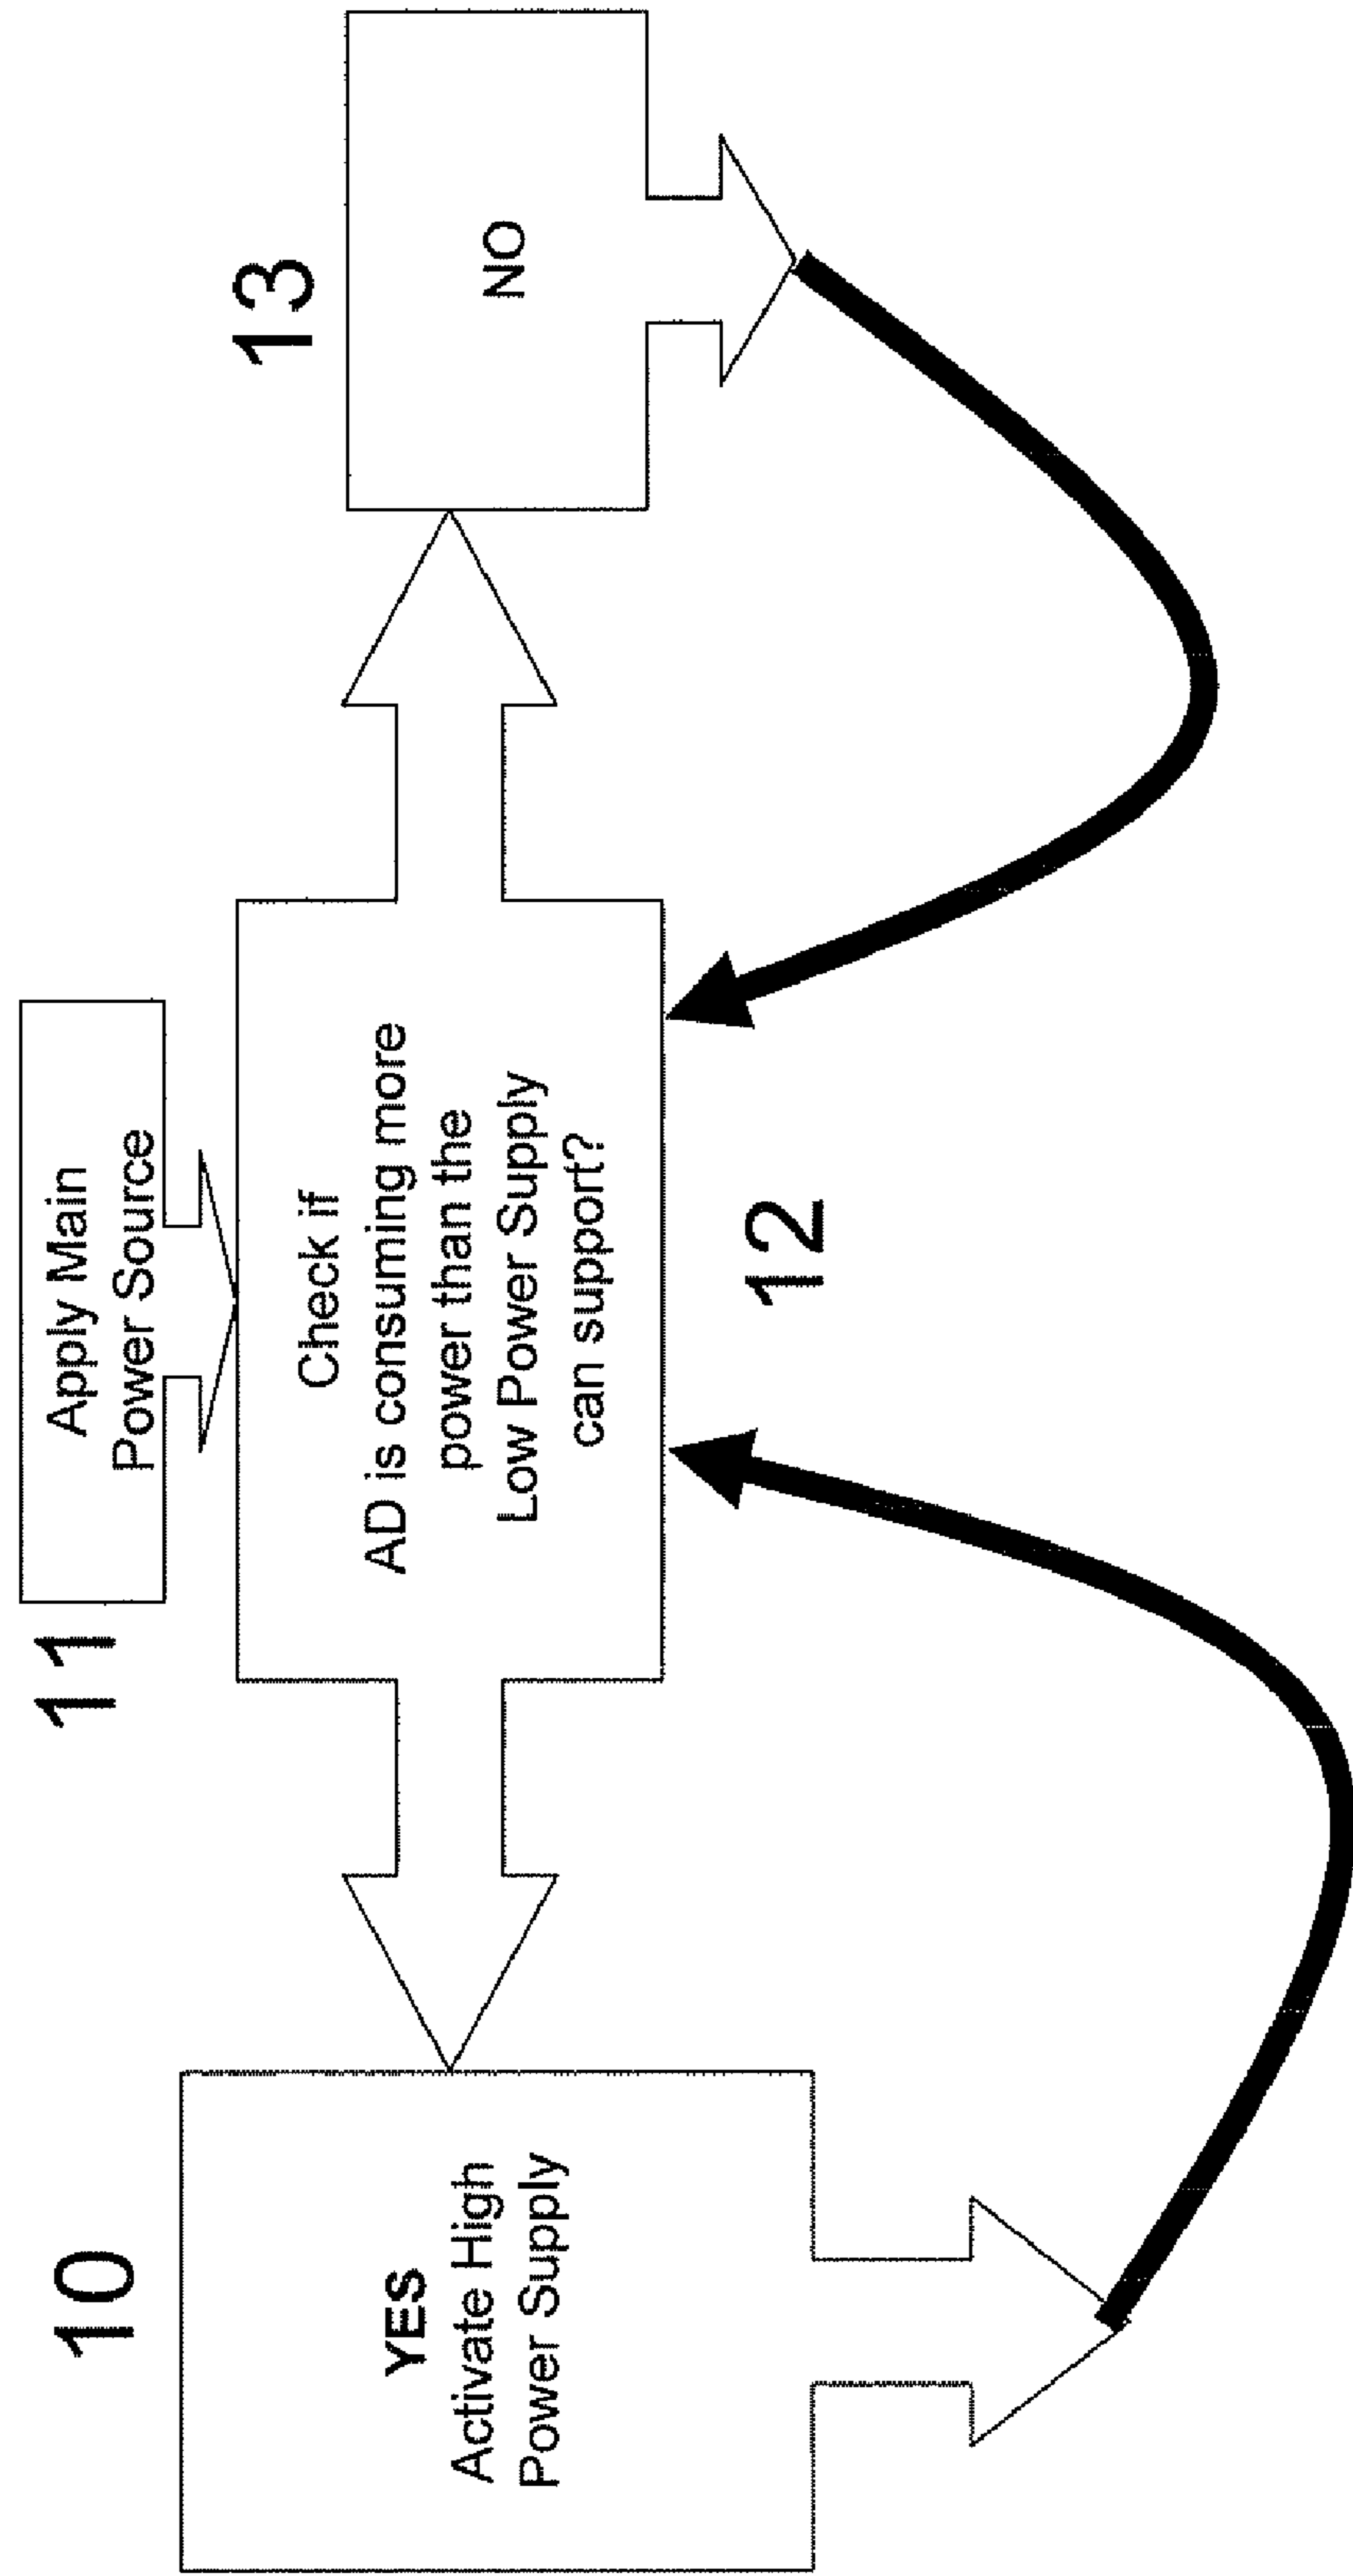 11
Apply Main
Power Source
10
YES
Activate High
Power Supply
Check if
AD is consuming more
power than the
Low Power Supply
can support?
12
13
NO